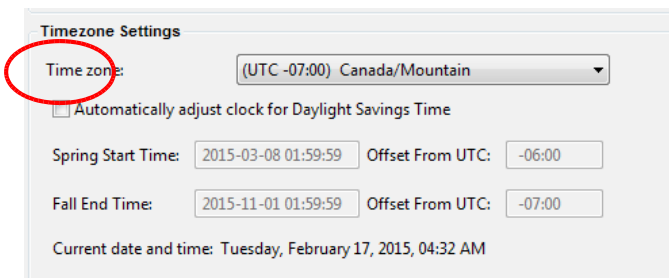 Timezone Settings
Time zone: (UTC -07:00) Canada/Mountain
Automatically adjust clock for Daylight Savings Time
Spring Start Time: 2015-03-08 01:59:59 Offset From UTC: -06:00
Fall End Time: 2015-11-01 01:59:59 Offset From UTC: -07:00
Current date and time: Tuesday, February 17, 2015, 04:32 AM